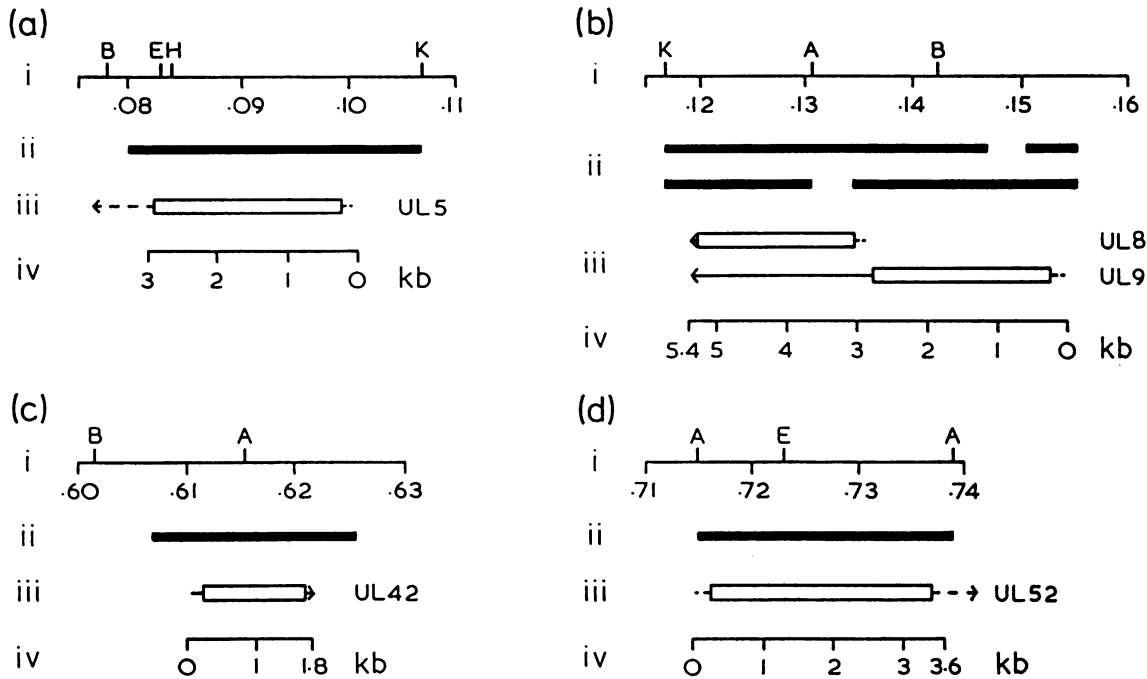 (a)
B EH K
i
.08 .09 .10 .11
ii
iii UL5
iv 3 2 1 0 kb
(b)
K A B
i
.12 .13 .14 .15 .16
ii
UL8
iii
UL9
iv 5.4 5 4 3 2 1 0 kb
(c)
B A
i
.60 .61 .62 .63
ii
iii UL42
iv 0 1 1.8 kb
(d)
A E A
i
.71 .72 .73 .74
ii
iii UL52
iv 0 1 2 3 3.6 kb